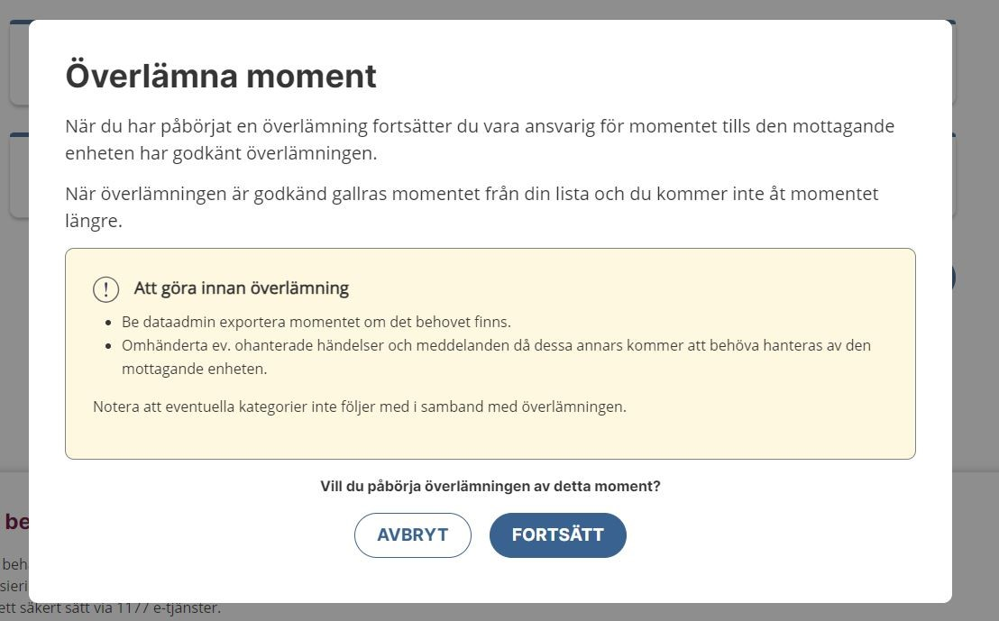 Överlämna moment
När du har påbörjat en överlämning fortsätter du vara ansvarig för momentet tills den mottagande
enheten har godkänt överlämningen.
När överlämningen är godkänd gallras momentet från din lista och du kommer inte åt momentet
längre.
! Att göra innan överlämning
• Be dataadmin exportera momentet om det behovet finns.
• Omhänderta ev. ohanterade händelser och meddelanden då dessa annars kommer att behöva hanteras av den
mottagande enheten.
Notera att eventuella kategorier inte följer med i samband med överlämningen.
Vill du påbörja överlämningen av detta moment?
AVBRYT FORTSÄTT
be
beh
sieri
ett säkert sätt via 1177 e-tjänster.